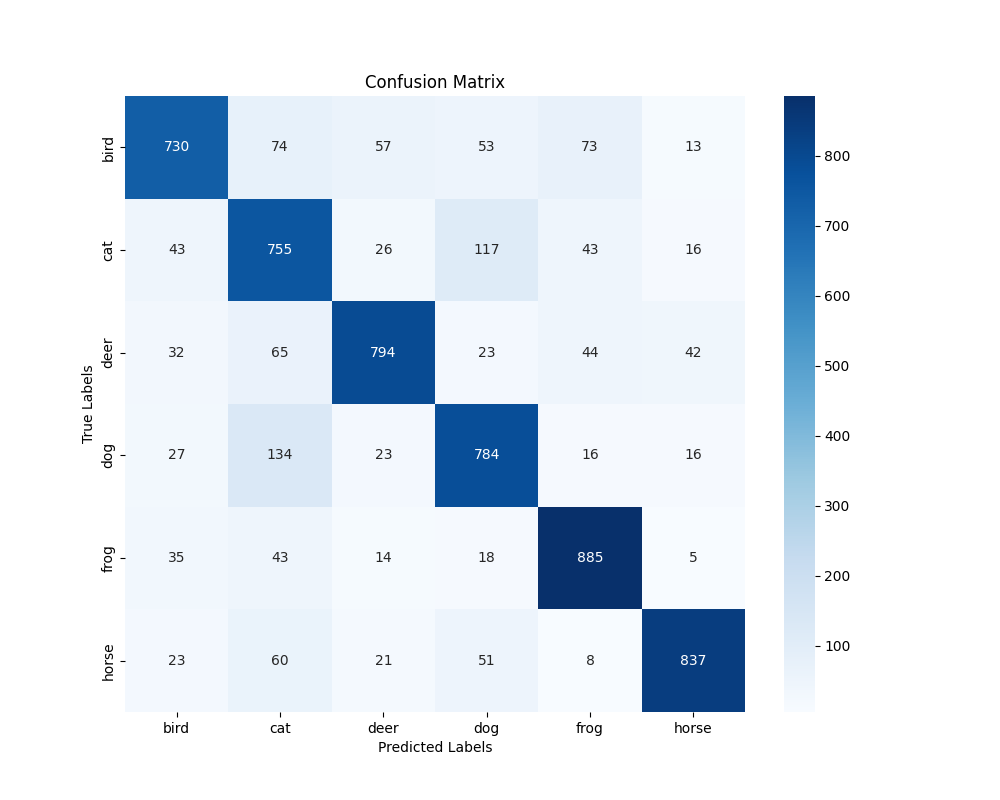 Confusion Matrix
bird 730 74 57 53 73 13
cat 43 755 26 117 43 16
deer 32 65 794 23 44 42
dog 27 134 23 784 16 16
frog 35 43 14 18 885 5
horse 23 60 21 51 8 837
bird cat deer dog frog horse
Predicted Labels
True Labels
800
700
600
500
400
300
200
100